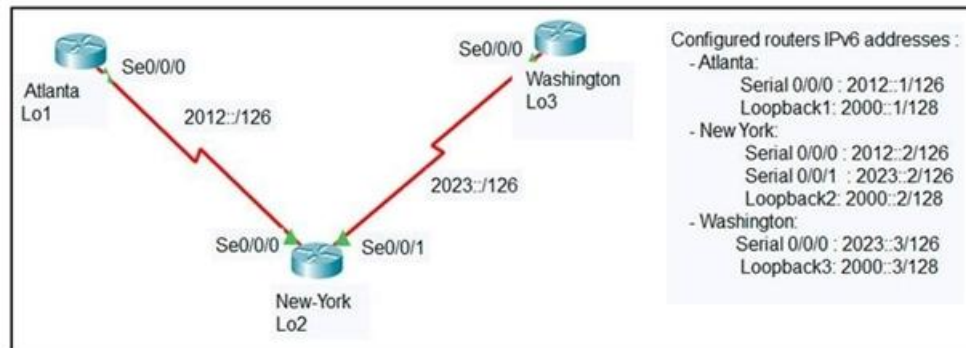 Se0/0/0
Atlanta
Lo1
2012::/126
Se0/0/0
Washington
Lo3
2023::/126
Se0/0/0
Se0/0/1
New-York
Lo2
Configured routers IPv6 addresses :
- Atlanta:
Serial 0/0/0 : 2012::1/126
Loopback1: 2000::1/128
- New York:
Serial 0/0/0 : 2012::2/126
Serial 0/0/1 : 2023::2/126
Loopback2: 2000::2/128
- Washington:
Serial 0/0/0 : 2023::3/126
Loopback3: 2000::3/128